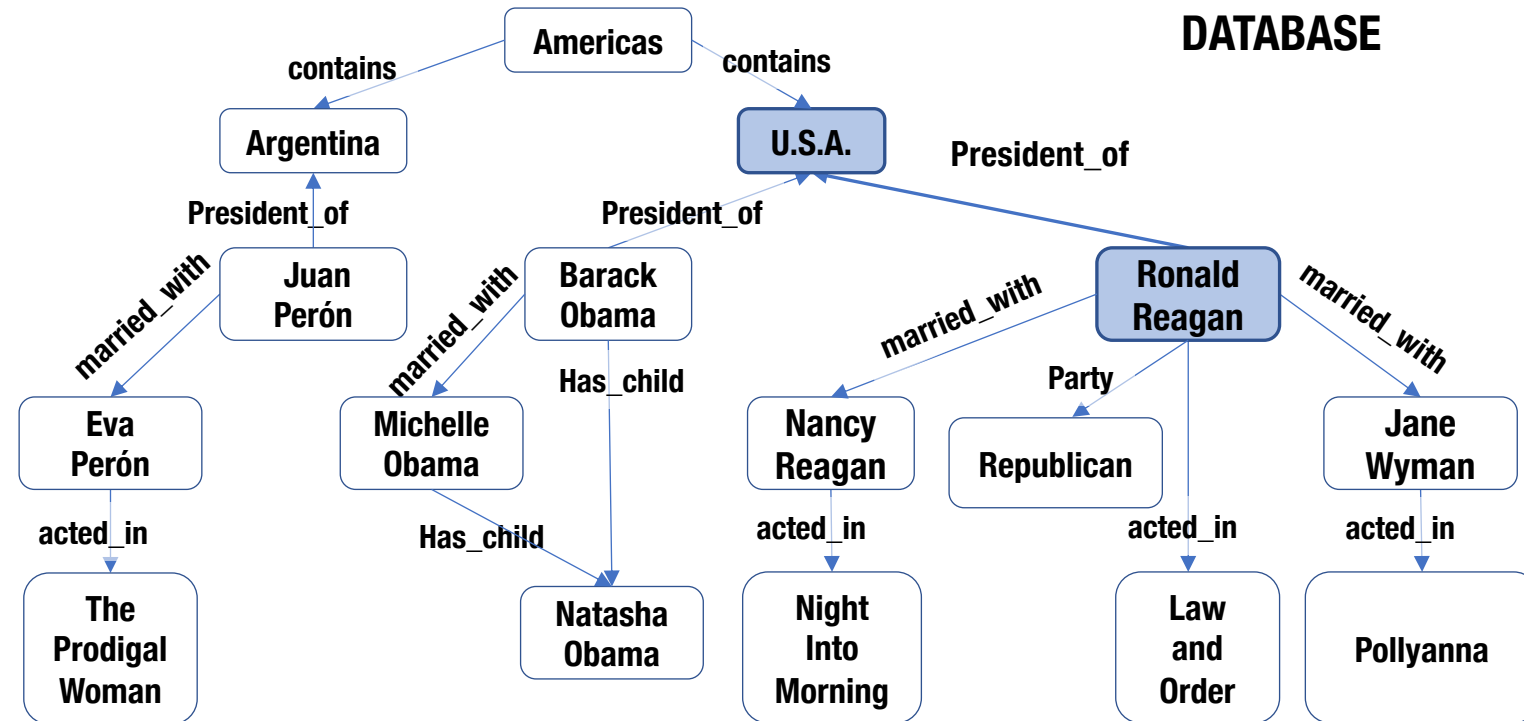 DATABASE
Americas
contains
contains
Argentina
U.S.A.
President_of
President_of
President_of
married_with
Juan
Perón
married_with
Barack
Obama
married_with
Ronald
Reagan
married_with
Has_child
Party
Eva
Perón
Michelle
Obama
Nancy
Reagan
Republican
Jane
Wyman
acted_in
Has_child
acted_in
acted_in
acted_in
The
Prodigal
Woman
Natasha
Obama
Night
Into
Morning
Law
and
Order
Pollyanna